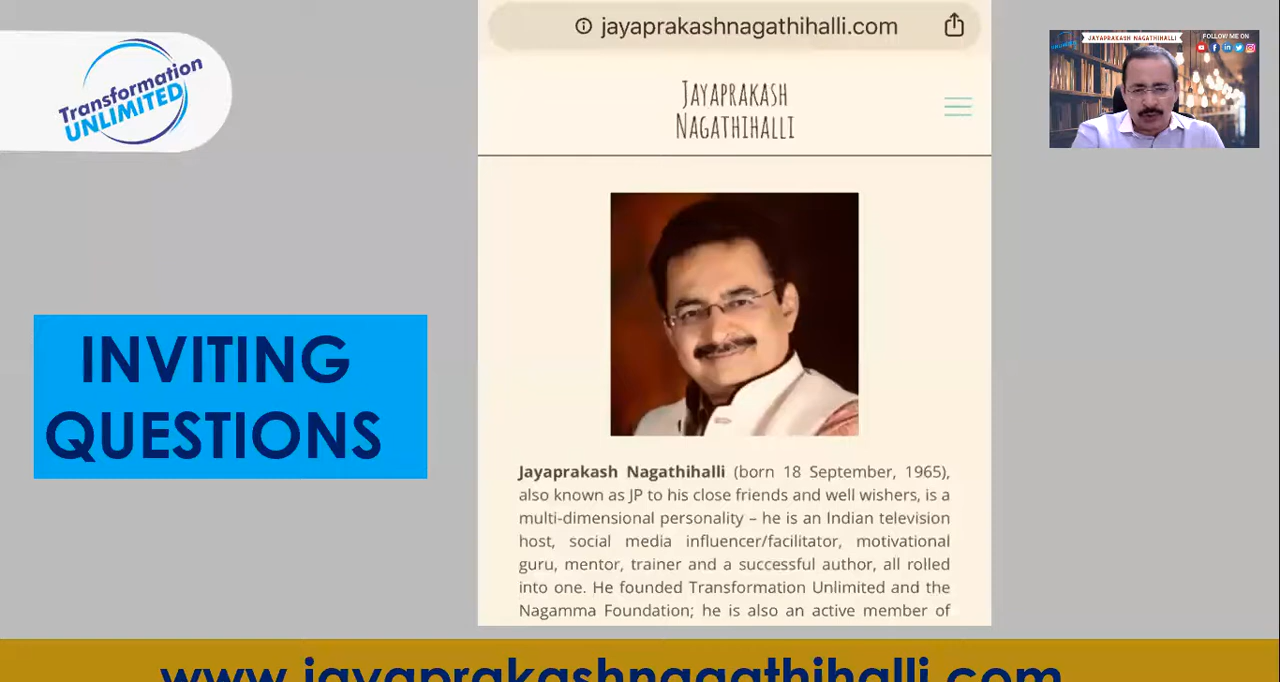 Transformation
UNLIMITED
jayaprakashnagathihalli.com
JAYAPRAKASH
NAGATHIHALLI
JAYAPRAKASH NAGATHIHALLI
FOLLOW ME ON
INVITING
QUESTIONS
Jayaprakash Nagathihalli (born 18 September, 1965),
also known as JP to his close friends and well wishers, is a
multi-dimensional personality – he is an Indian television
host, social media influencer/facilitator, motivational
guru, mentor, trainer and a successful author, all rolled
into one. He founded Transformation Unlimited and the
Nagamma Foundation; he is also an active member of
www.jayaprakashnagathihalli.com